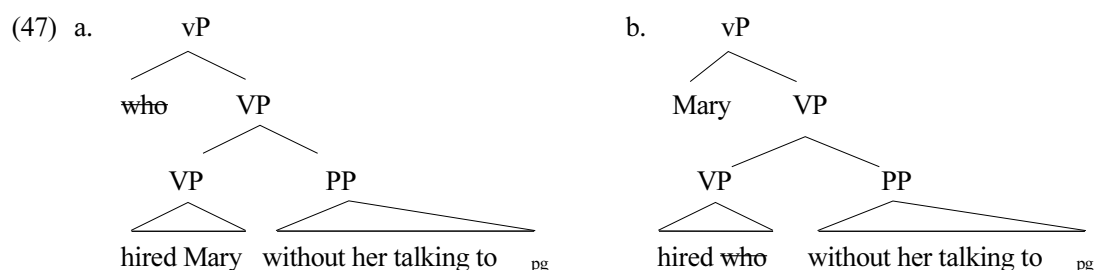 (47) a. vP b. vP
who VP Mary VP
VP PP VP PP
hired Mary without her talking to pg hired who without her talking to pg